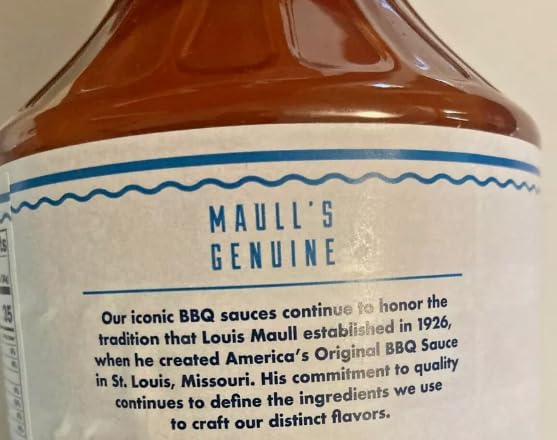 MAULL'S
GENUINE
Our iconic BBQ sauces continue to honor the
tradition that Louis Maull established in 1926,
when he created America's Original BBQ Sauce
in St. Louis, Missouri. His commitment to quality
continues to define the ingredients we use
to craft our distinct flavors.
35